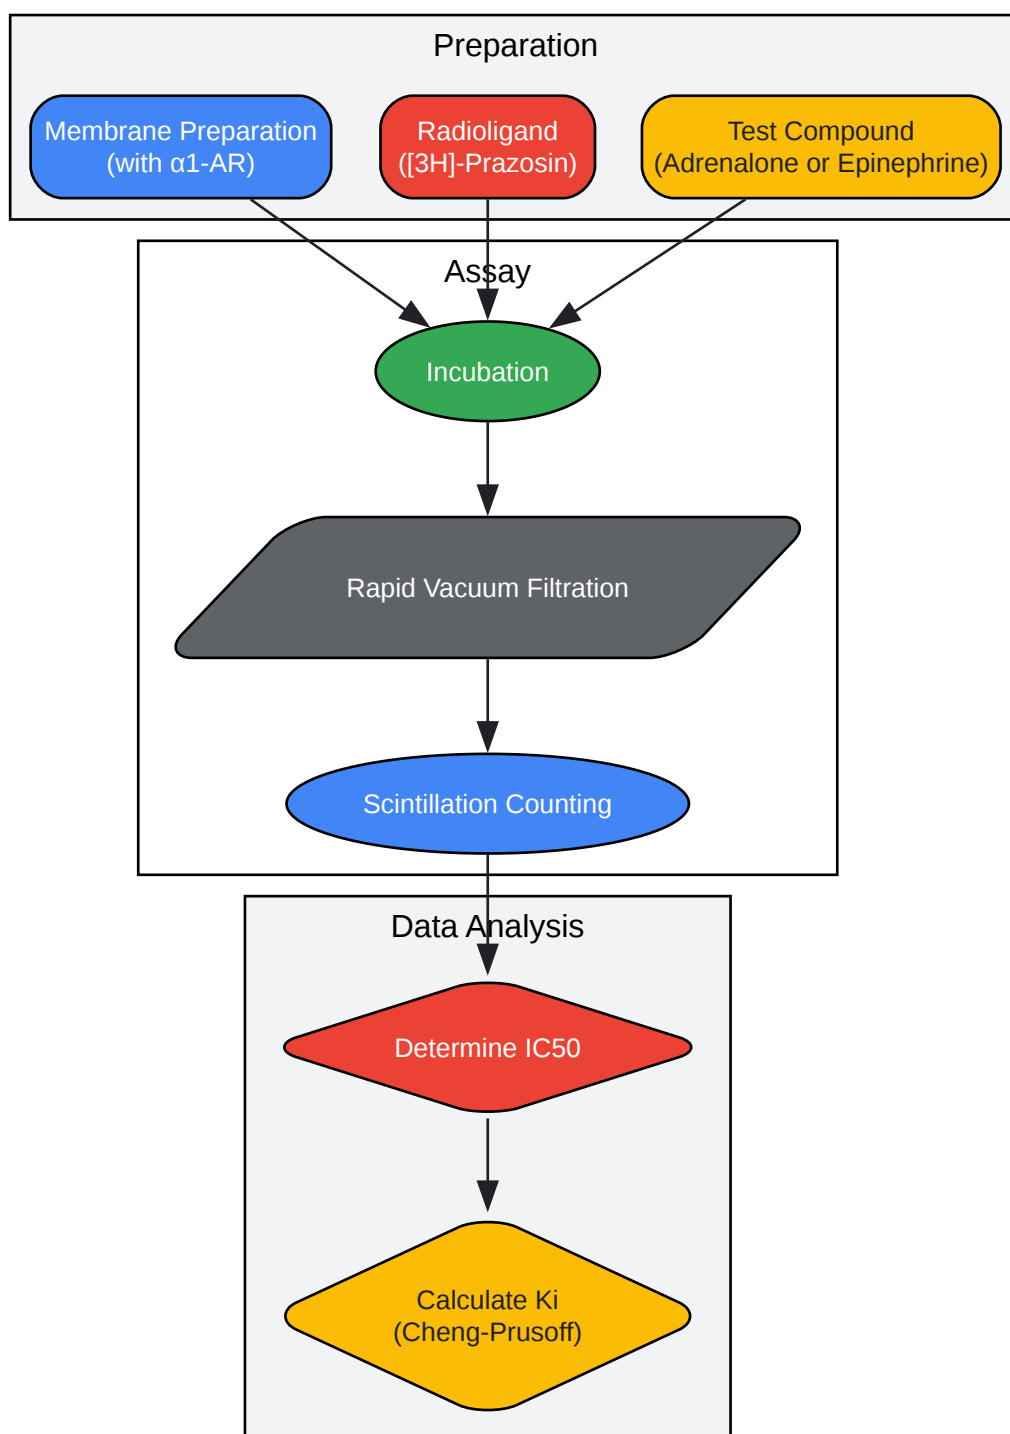 Preparation
Membrane Preparation
(with α1-AR)
Radioligand
([3H]-Prazosin)
Test Compound
(Adrenalone or Epinephrine)
Assay
Incubation
Rapid Vacuum Filtration
Scintillation Counting
Data Analysis
Determine IC50
Calculate Ki
(Cheng-Prusoff)